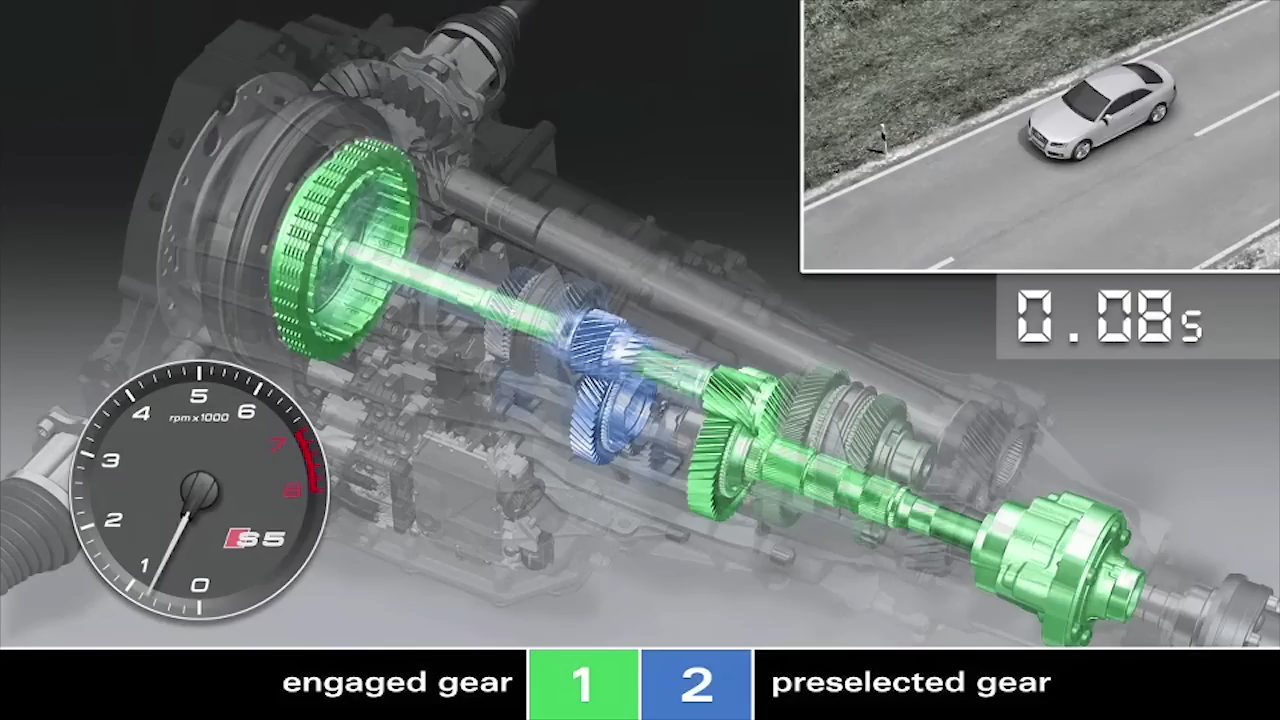 0.08s
5
4
6
rpm x 1000
7
3
8
2
S5
1
0
engaged gear 1 2 preselected gear